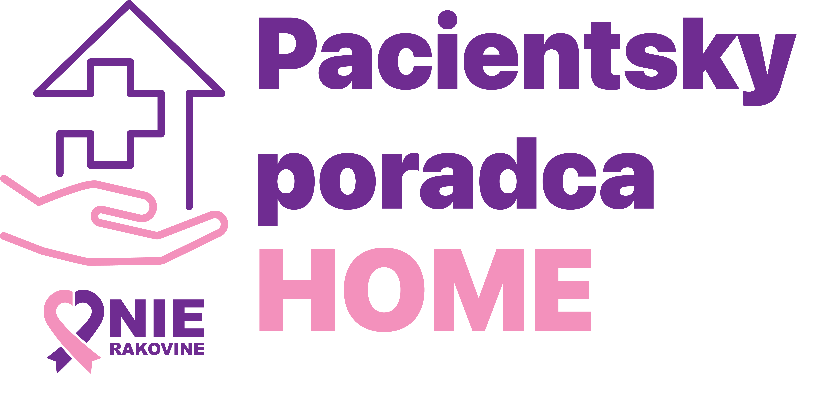 Pacientsky
poradca
HOME
NIE
RAKOVINE